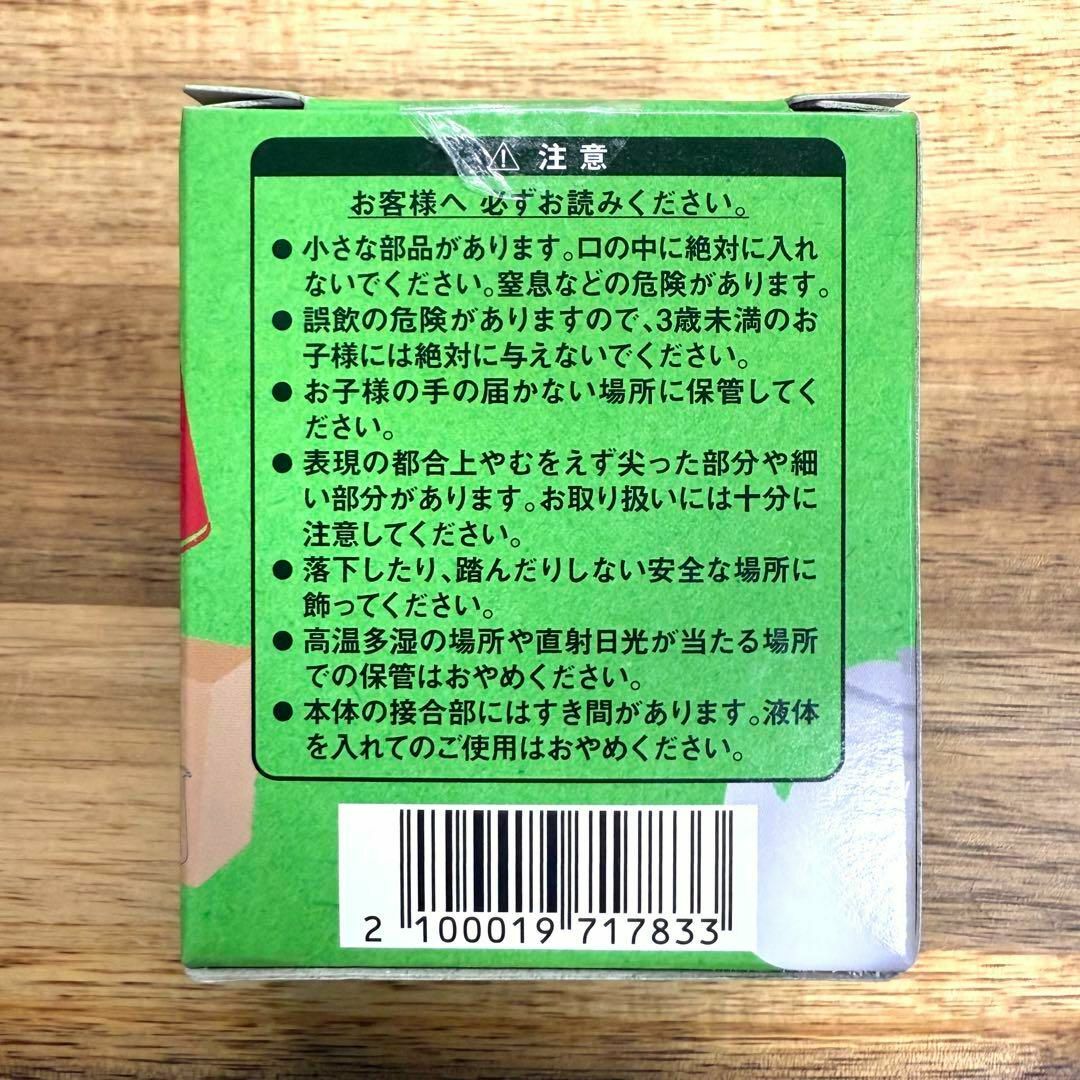 ⚠ 注意
お客様へ 必ずお読みください。
● 小さな部品があります。口の中に絶対に入れ
ないでください。窒息などの危険があります。
● 誤飲の危険がありますので、3歳未満のお
子様には絶対に与えないでください。
● お子様の手の届かない場所に保管してく
ださい。
● 表現の都合上やむをえず尖った部分や細
い部分があります。お取り扱いには十分に
注意してください。
● 落下したり、踏んだりしない安全な場所に
飾ってください。
● 高温多湿の場所や直射日光が当たる場所
での保管はおやめください。
● 本体の接合部にはすき間があります。液体
を入れてのご使用はおやめください。
2 100019 717833